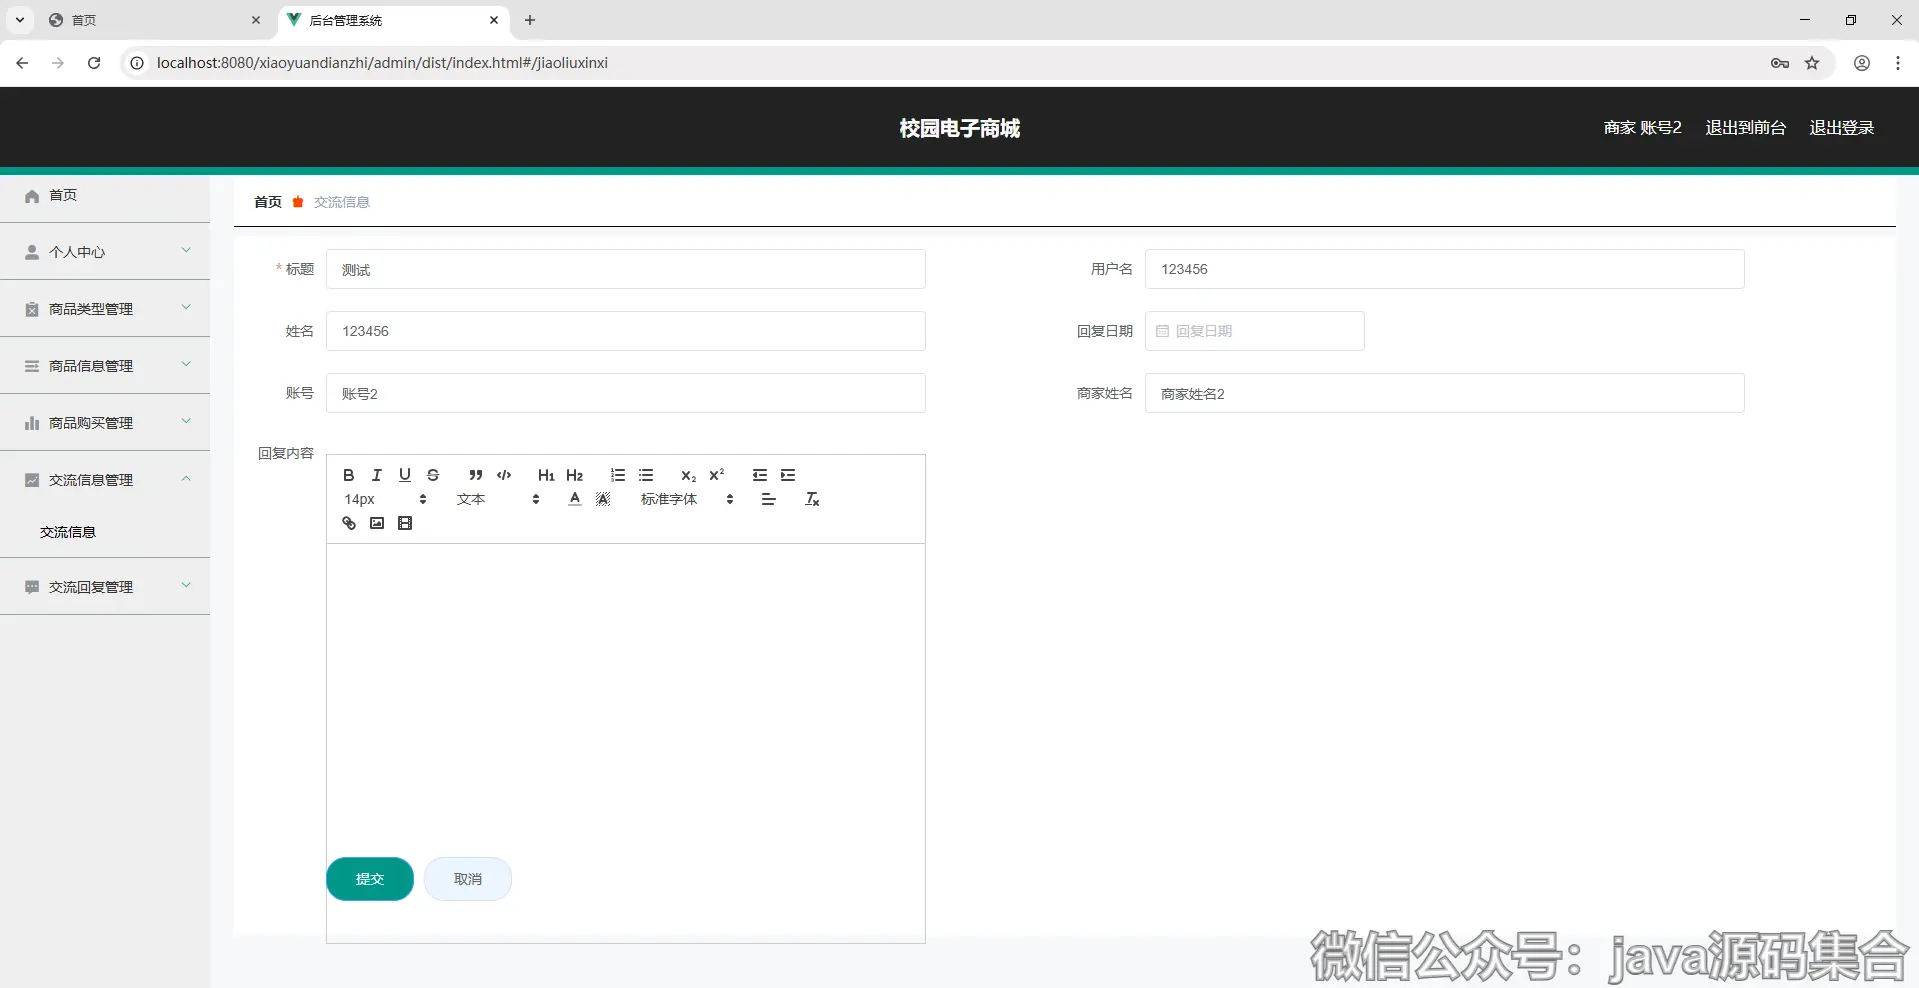 首页
后台管理系统
localhost:8080/xiaoyuandianzhi/admin/dist/index.html#/jiaoliuxinxi
校园电子商城
商家 账号2 退出到前台 退出登录
首页
个人中心
商品类型管理
商品信息管理
商品购买管理
交流信息管理
交流信息
交流回复管理
首页 交流信息
* 标题 测试
用户名 123456
姓名 123456
回复日期 回复日期
账号 账号2
商家姓名 商家姓名2
回复内容
B I U S H1 H2 X2 X2
14px 文本 A A 标准字体 Tx
提交 取消
微信公众号：java源码集合